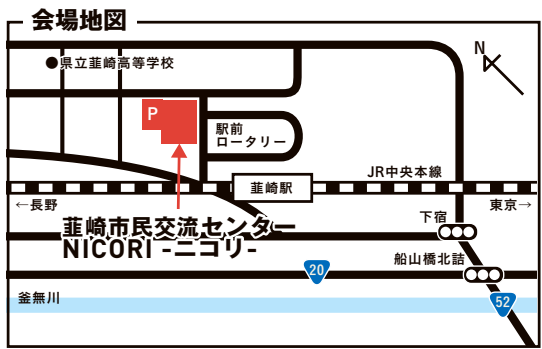 会場地図
N
●県立韮崎高等学校
P
駅前
ロータリー
JR中央本線
韮崎駅
←長野
東京→
韮崎市民交流センター
NICORI -ニコリ-
下宿
船山橋北詰
20
釜無川
52